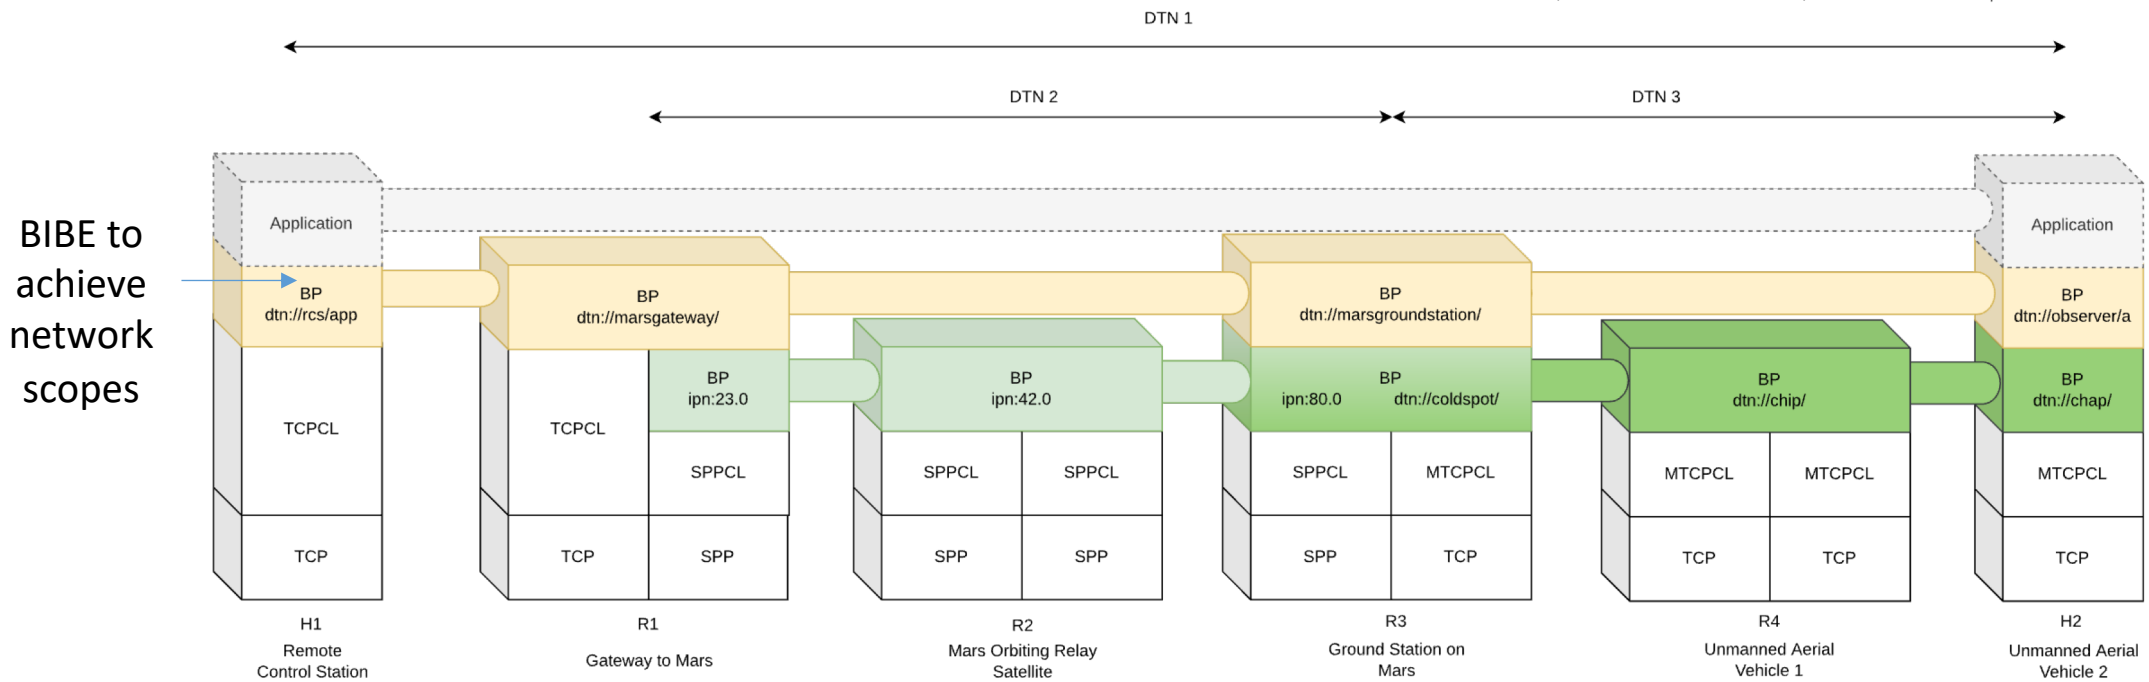 DTN 1
DTN 2
DTN 3
BIBE to
achieve
network
scopes
Application
Application
BP
dtn://rcs/app
BP
dtn://marsgateway/
BP
dtn://marsgroundstation/
BP
dtn://observer/a
TCPCL
TCPCL
BP
ipn:23.0
BP
ipn:42.0
BP
ipn:80.0 dtn://coldspot/
BP
dtn://chip/
BP
dtn://chap/
SPPCL
SPPCL
SPPCL
SPPCL
MTCPCL
MTCPCL
MTCPCL
MTCPCL
TCP
TCP
SPP
SPP
SPP
SPP
TCP
TCP
TCP
TCP
H1
Remote
Control Station
R1
Gateway to Mars
R2
Mars Orbiting Relay
Satellite
R3
Ground Station on
Mars
R4
Unmanned Aerial
Vehicle 1
H2
Unmanned Aerial
Vehicle 2